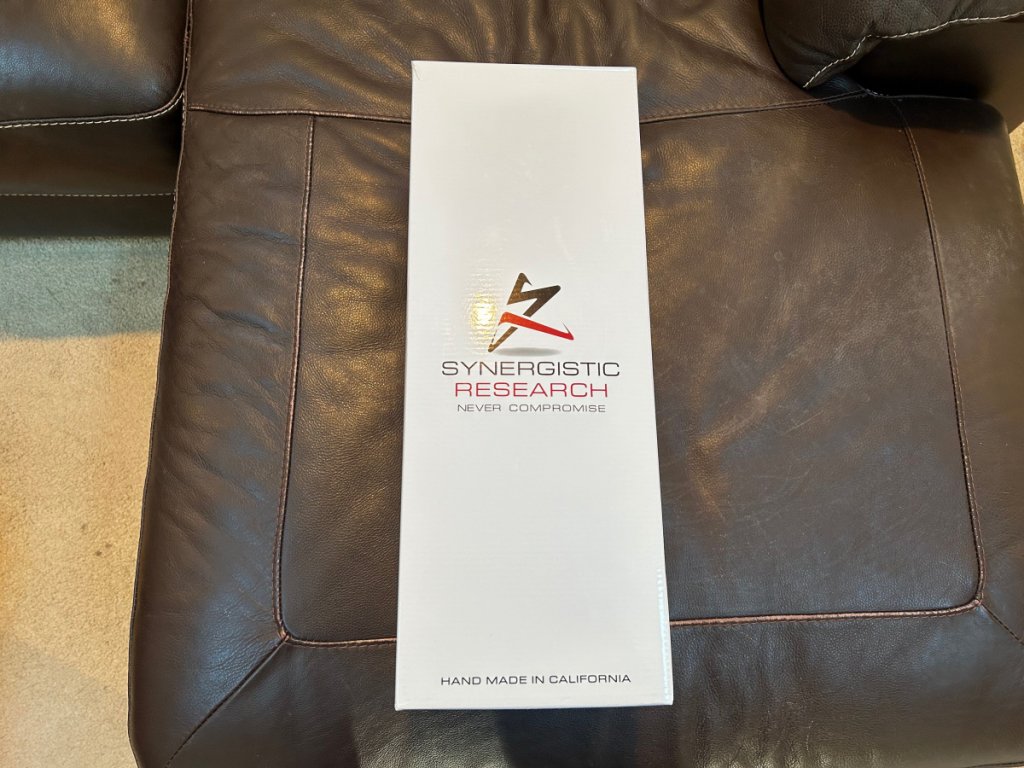 SYNERGISTIC
RESEARCH
NEVER COMPROMISE
HAND MADE IN CALIFORNIA